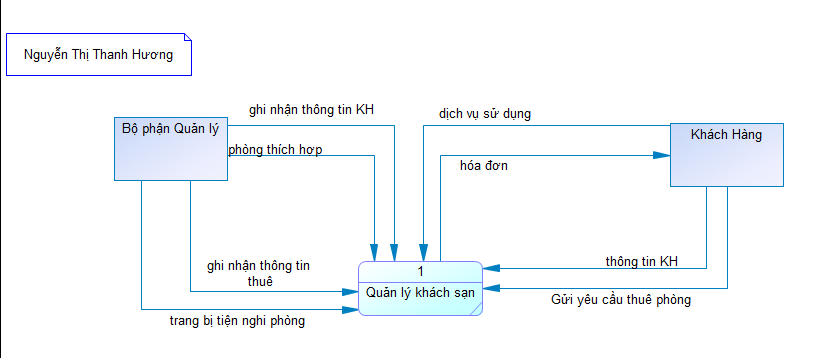 Nguyễn Thị Thanh Hương
ghi nhận thông tin KH
dịch vụ sử dụng
Bộ phận Quản lý
Khách Hàng
phòng thích hợp
hóa đơn
thông tin KH
ghi nhận thông tin
thuê
1
Quản lý khách sạn
Gửi yêu cầu thuê phòng
trang bị tiện nghi phòng